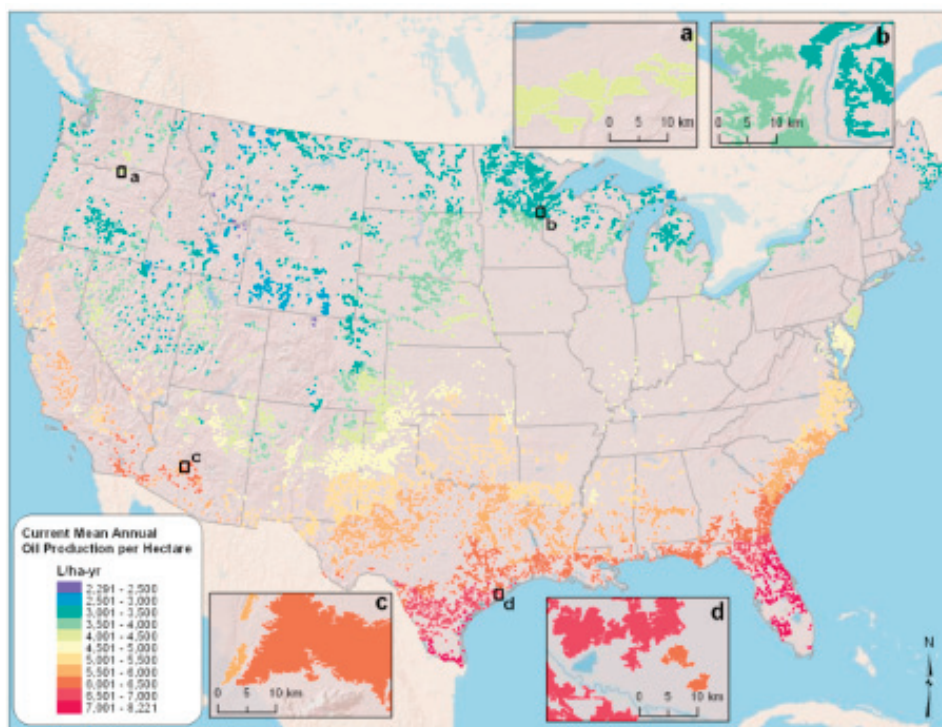 a
b
0 5 10 km
0 5 10 km
a
b
c
d
Current Mean Annual
Oil Production per Hectare
L/ha-yr
2,291 - 2,500
2,501 - 3,000
3,001 - 3,500
3,501 - 4,000
4,001 - 4,500
4,501 - 5,000
5,001 - 5,500
5,501 - 6,000
6,001 - 6,500
6,501 - 7,000
7,001 - 8,221
c
0 5 10 km
d
0 5 10 km
N